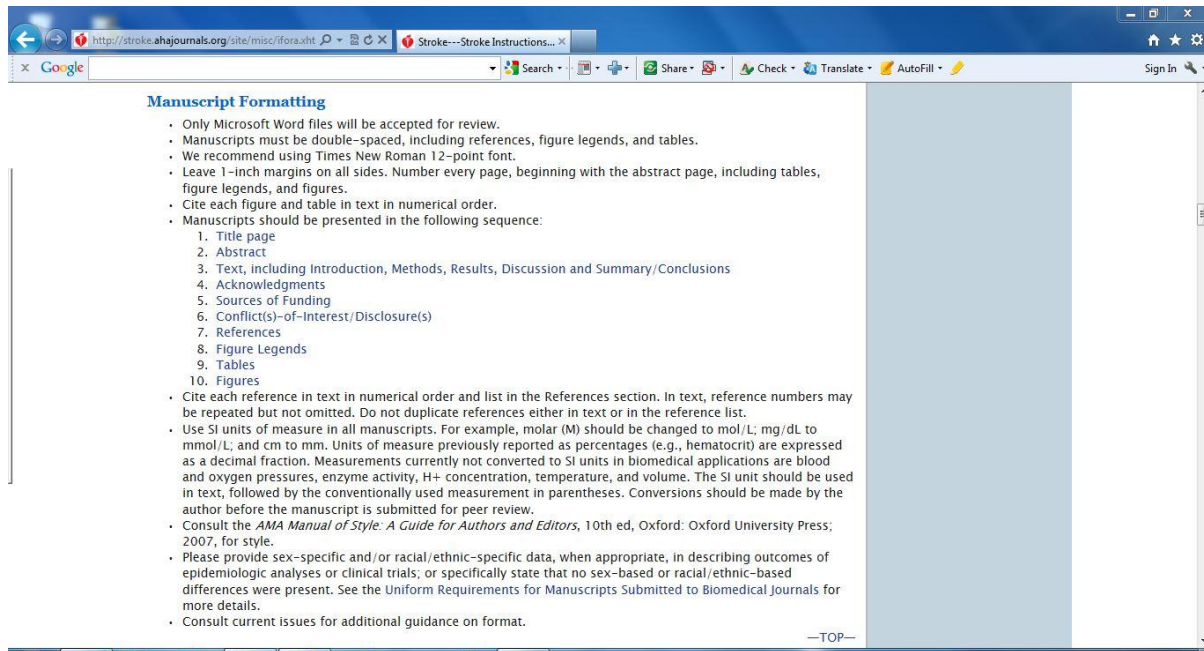 http://stroke.ahajournals.org/site/misc/ifora.xht
Stroke---Stroke Instructions...
x Google Search Share Check Translate AutoFill Sign In
Manuscript Formatting
• Only Microsoft Word files will be accepted for review.
• Manuscripts must be double-spaced, including references, figure legends, and tables.
• We recommend using Times New Roman 12-point font.
• Leave 1-inch margins on all sides. Number every page, beginning with the abstract page, including tables,
figure legends, and figures.
• Cite each figure and table in text in numerical order.
• Manuscripts should be presented in the following sequence:
1. Title page
2. Abstract
3. Text, including Introduction, Methods, Results, Discussion and Summary/Conclusions
4. Acknowledgments
5. Sources of Funding
6. Conflict(s)-of-Interest/Disclosure(s)
7. References
8. Figure Legends
9. Tables
10. Figures
• Cite each reference in text in numerical order and list in the References section. In text, reference numbers may
be repeated but not omitted. Do not duplicate references either in text or in the reference list.
• Use SI units of measure in all manuscripts. For example, molar (M) should be changed to mol/L; mg/dL to
mmol/L; and cm to mm. Units of measure previously reported as percentages (e.g., hematocrit) are expressed
as a decimal fraction. Measurements currently not converted to SI units in biomedical applications are blood
and oxygen pressures, enzyme activity, H+ concentration, temperature, and volume. The SI unit should be used
in text, followed by the conventionally used measurement in parentheses. Conversions should be made by the
author before the manuscript is submitted for peer review.
• Consult the AMA Manual of Style: A Guide for Authors and Editors, 10th ed, Oxford: Oxford University Press;
2007, for style.
• Please provide sex-specific and/or racial/ethnic-specific data, when appropriate, in describing outcomes of
epidemiologic analyses or clinical trials; or specifically state that no sex-based or racial/ethnic-based
differences were present. See the Uniform Requirements for Manuscripts Submitted to Biomedical Journals for
more details.
• Consult current issues for additional guidance on format.
—TOP—